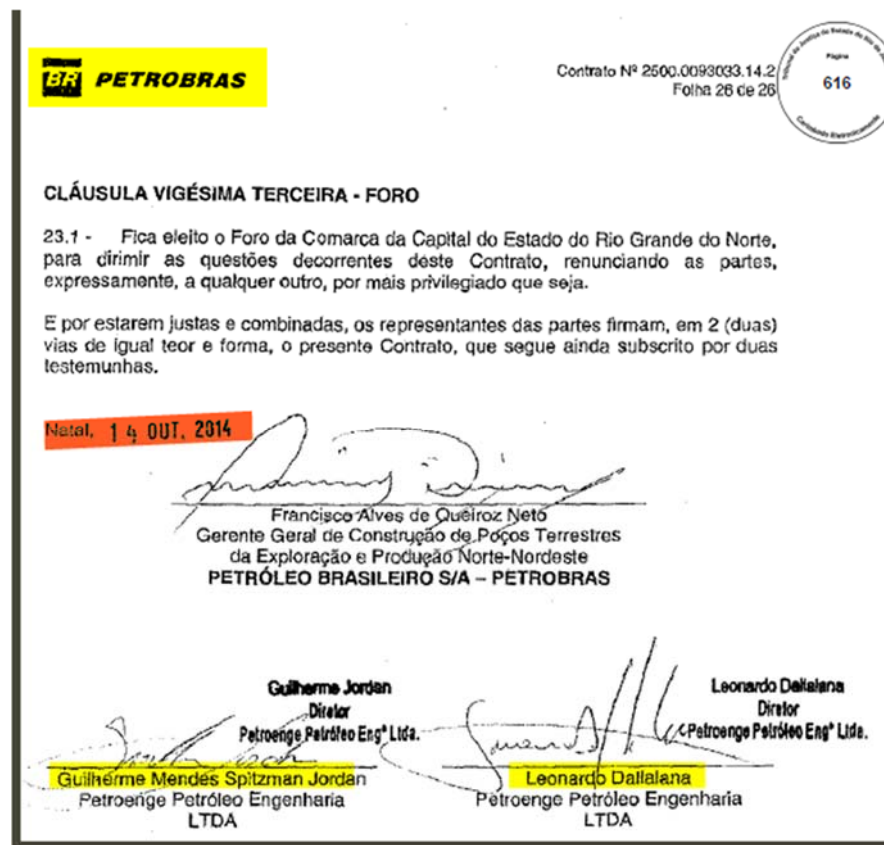 BR PETROBRAS
Contrato Nº 2500.0093033.14.2
Folha 26 de 26
Página
616
Carimbado Eletronicamente
CLÁUSULA VIGÉSIMA TERCEIRA - FORO
23.1 - Fica eleito o Foro da Comarca da Capital do Estado do Rio Grande do Norte,
para dirimir as questões decorrentes deste Contrato, renunciando as partes,
expressamente, a qualquer outro, por mais privilegiado que seja.
E por estarem justas e combinadas, os representantes das partes firmam, em 2 (duas)
vias de igual teor e forma, o presente Contrato, que segue ainda subscrito por duas
testemunhas.
Natal, 14 OUT. 2014
Francisco Alves de Queiroz Neto
Gerente Geral de Construção de Poços Terrestres
da Exploração e Produção Norte-Nordeste
PETRÓLEO BRASILEIRO S/A – PETROBRAS
Guilherme Jordan
Diretor
Petroenge Petróleo Engª Ltda.
Guilherme Mendes Spitzman Jordan
Petroenge Petróleo Engenharia
LTDA
Leonardo Dallalana
Diretor
Petroenge Petróleo Engª Ltda.
Leonardo Dallalana
Petroenge Petróleo Engenharia
LTDA